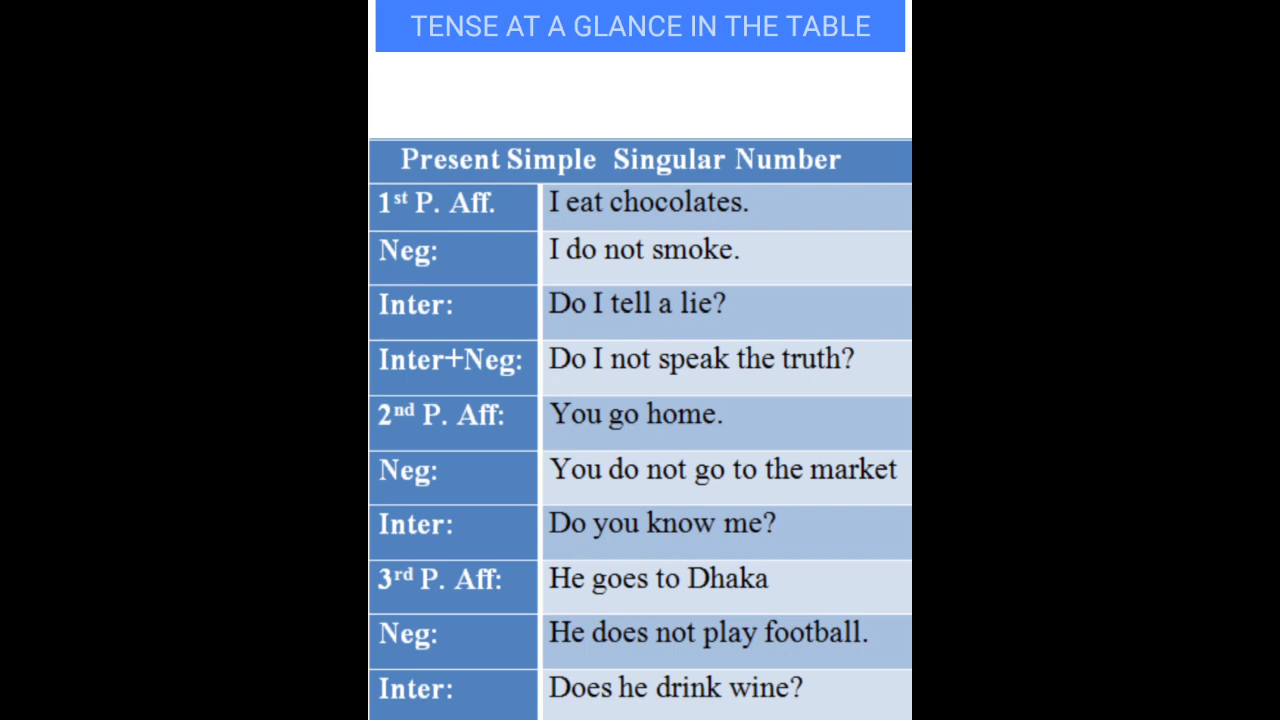 TENSE AT A GLANCE IN THE TABLE
Present Simple Singular Number
1st P. Aff. I eat chocolates.
Neg: I do not smoke.
Inter: Do I tell a lie?
Inter+Neg: Do I not speak the truth?
2nd P. Aff: You go home.
Neg: You do not go to the market
Inter: Do you know me?
3rd P. Aff: He goes to Dhaka
Neg: He does not play football.
Inter: Does he drink wine?